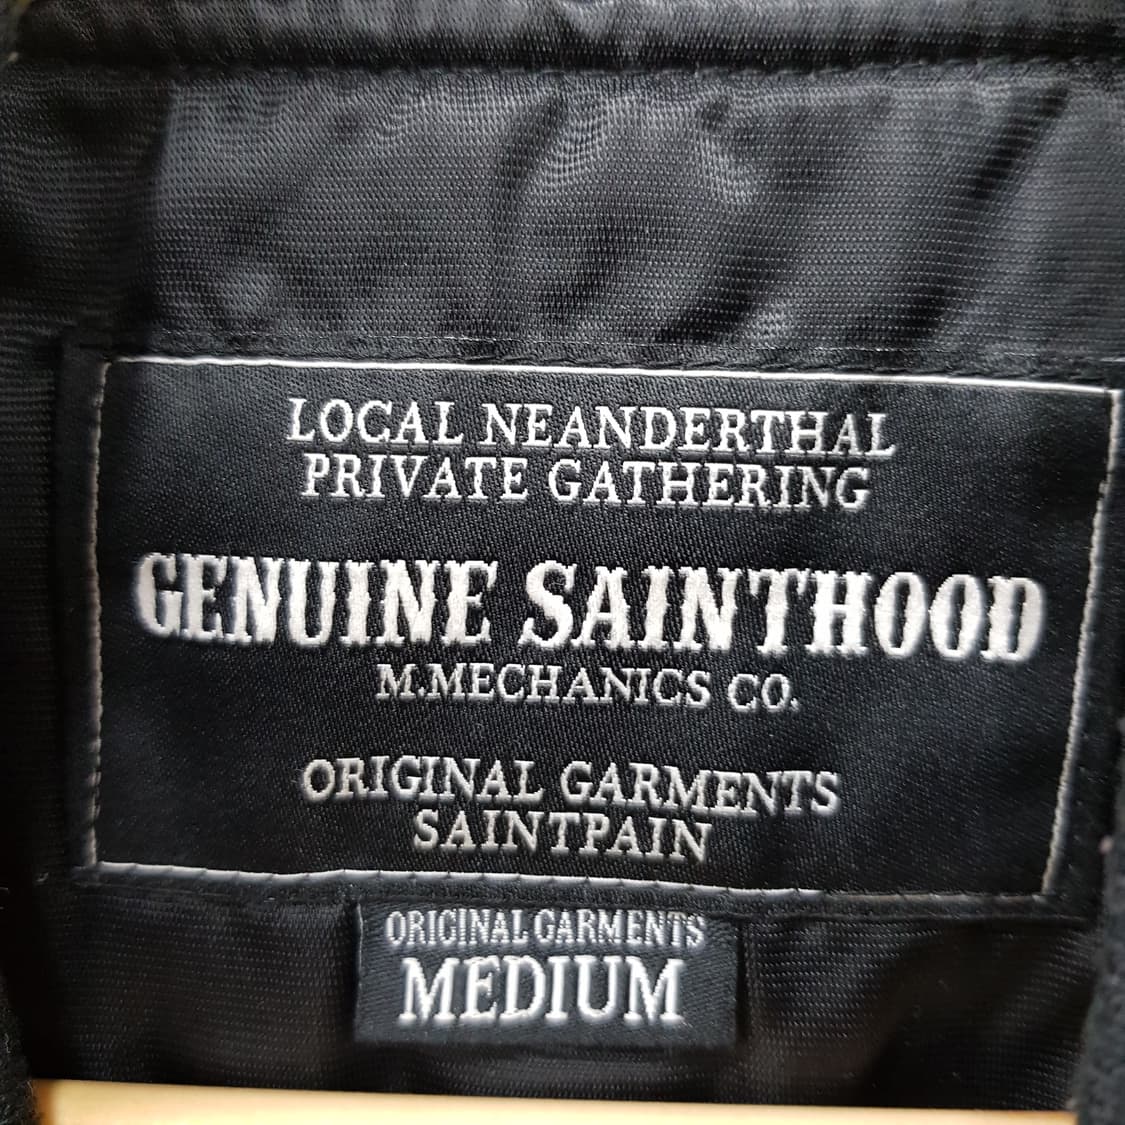 LOCAL NEANDERTHAL
PRIVATE GATHERING
GENUINE SAINTHOOD
M.MECHANICS CO.
ORIGINAL GARMENTS
SAINTPAIN
ORIGINAL GARMENTS
MEDIUM